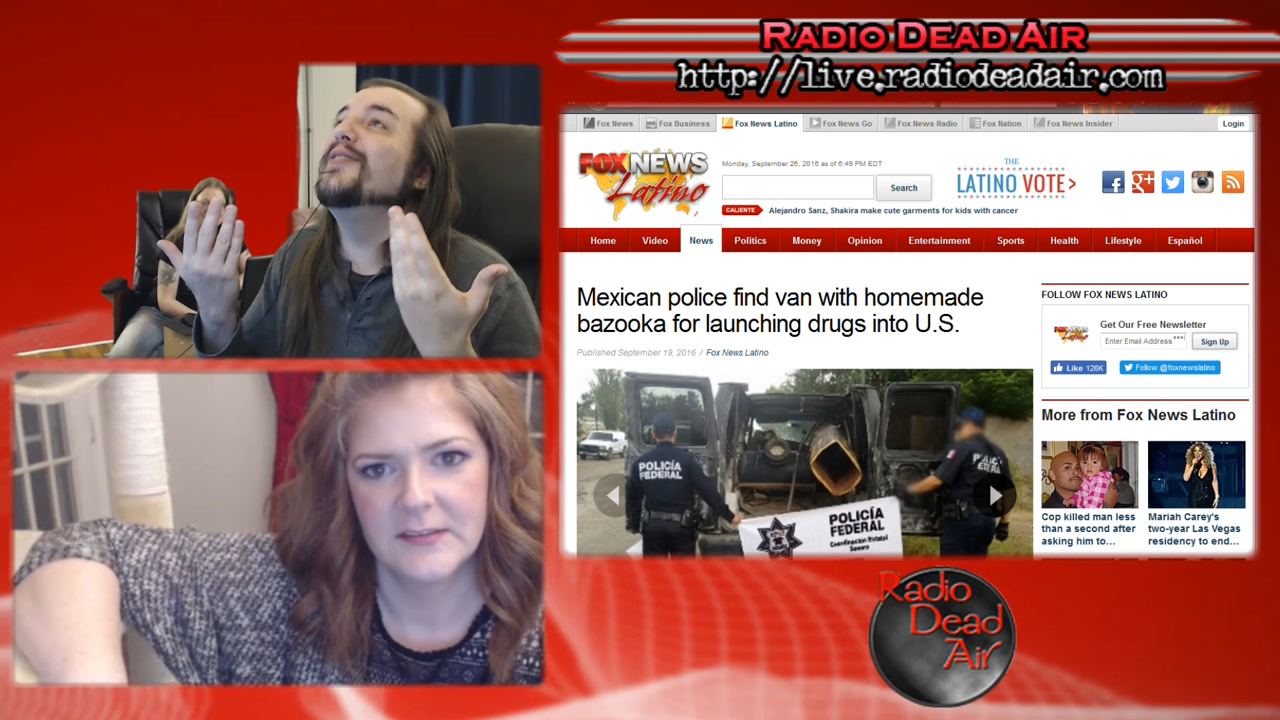 RADIO DEAD AIR
http://live.radiodeadair.com
Fox News
Fox Business
Fox News Latino
Fox News Go
Fox News Radio
Fox Nation
Fox News Insider
Login
FOX NEWS
Latino
Monday, September 26, 2016 as of 6:49 PM EDT
Search
THE
LATINO VOTE>
CALIENTE
Alejandro Sanz, Shakira make cute garments for kids with cancer
Home
Video
News
Politics
Money
Opinion
Entertainment
Sports
Health
Lifestyle
Español
Mexican police find van with homemade
bazooka for launching drugs into U.S.
Published September 19, 2016 / Fox News Latino
POLICÍA
FEDERAL
POLICÍA
FEDERAL
FOLLOW FOX NEWS LATINO
FOX NEWS
Latino
Get Our Free Newsletter
Enter Email Address
Sign Up
Like 126K
Follow @foxnewslatino
More from Fox News Latino
Cop killed man less
than a second after
asking him to...
Mariah Carey's
two-year Las Vegas
residency to end...
Radio
Dead
Air